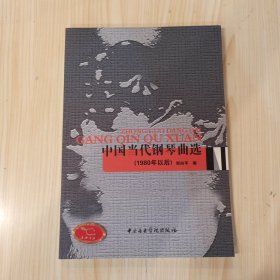 ZHONG GUO DANG DAI
GANG QIN QU XUAN
中国当代钢琴曲选
(1980年以后) 编
中央音乐学院出版社